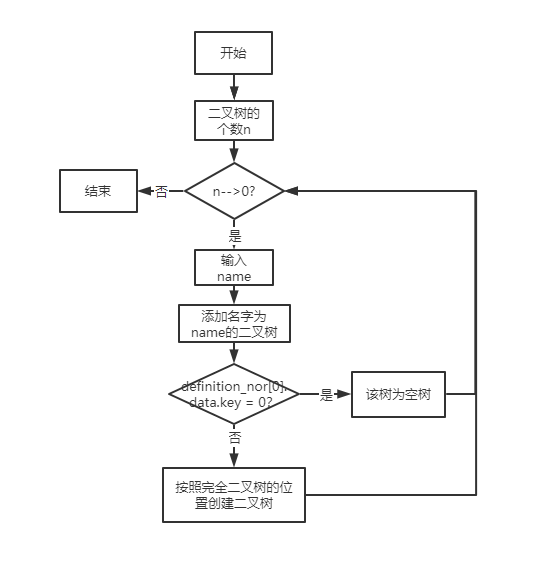 开始
二叉树的
个数n
n-->0?
否
结束
是
输入
name
添加名字为
name的二叉树
definition_nor[0].
data.key = 0?
是
该树为空树
否
按照完全二叉树的位
置创建二叉树